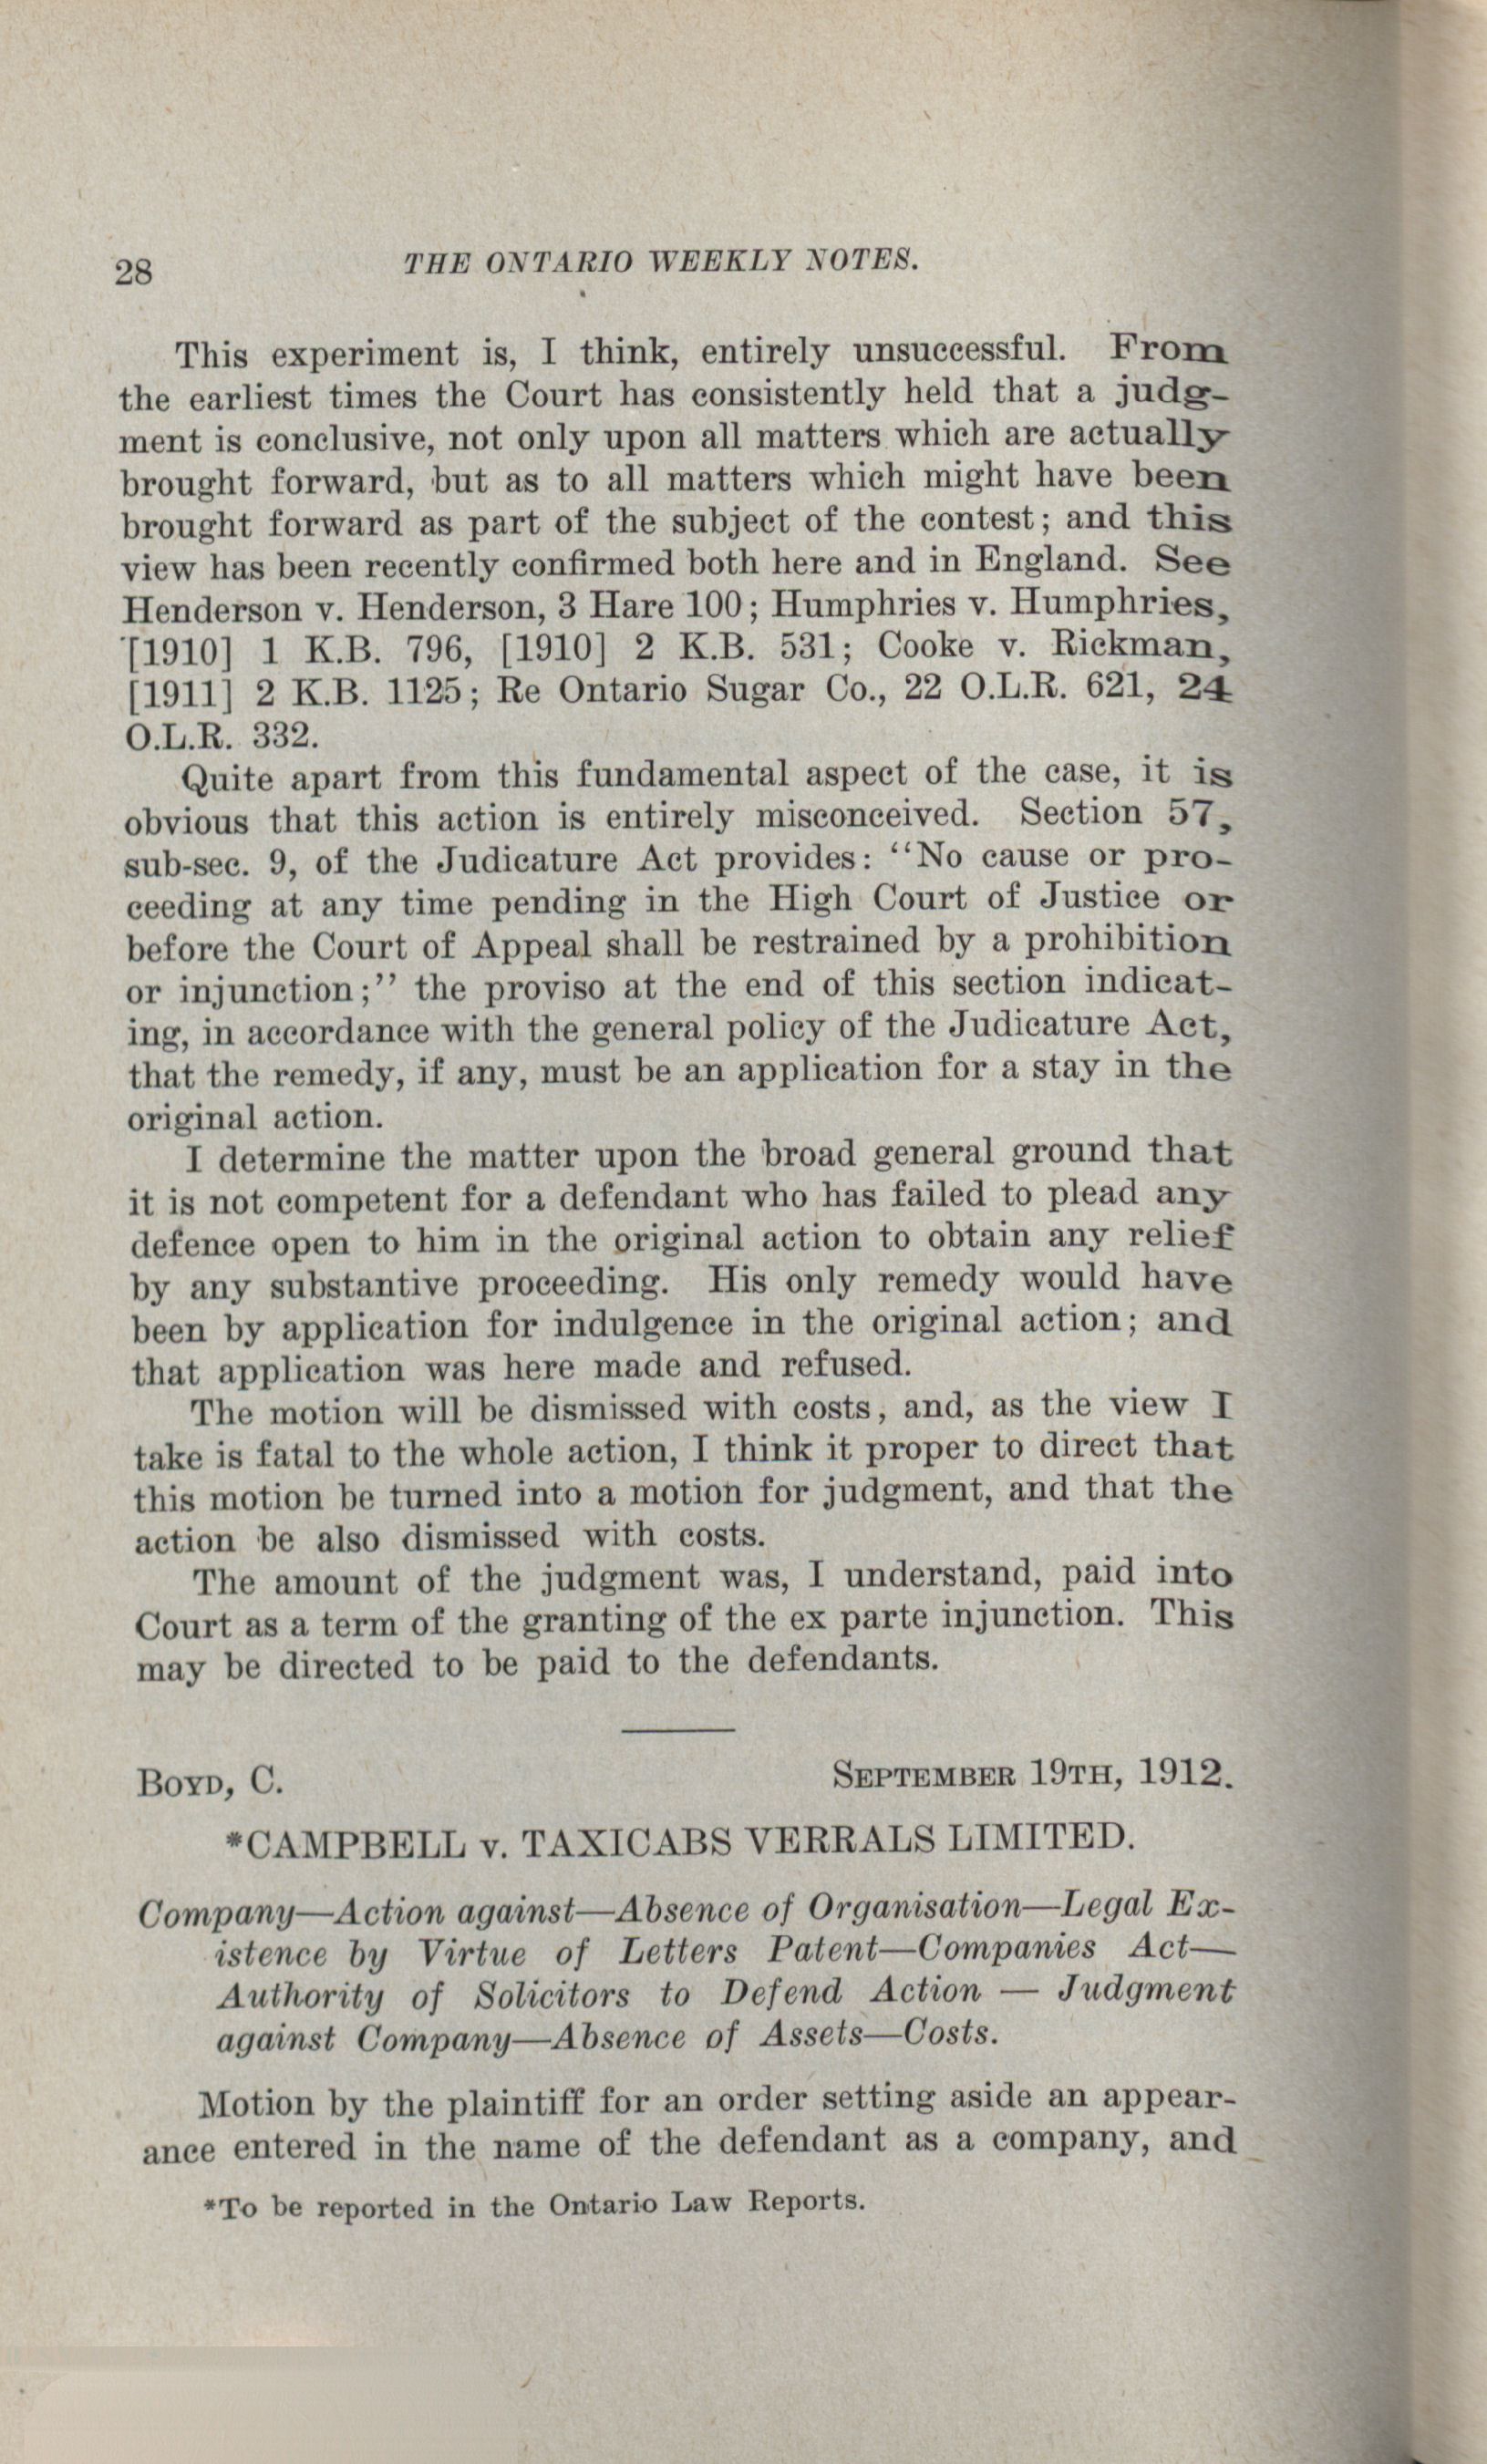 28
THE ONTARIO WEEKLY NOTES.
This experiment is, I think, entirely unsuccessful. From
the earliest times the Court has consistently held that a judg-
ment is conclusive, not only upon all matters which are actually
brought forward, but as to all matters which might have been
brought forward as part of the subject of the contest; and this
view has been recently confirmed both here and in England. See
Henderson v. Henderson, 3 Hare 100; Humphries v. Humphries,
[1910] 1 K.B. 796, [1910] 2 K.B. 531; Cooke v. Rickman,
[1911] 2 K.B. 1125; Re Ontario Sugar Co., 22 O.L.R. 621, 24
O.L.R. 332.
Quite apart from this fundamental aspect of the case, it is
obvious that this action is entirely misconceived. Section 57,
sub-sec. 9, of the Judicature Act provides: "No cause or pro-
ceeding at any time pending in the High Court of Justice or
before the Court of Appeal shall be restrained by a prohibition
or injunction;" the proviso at the end of this section indicat-
ing, in accordance with the general policy of the Judicature Act,
that the remedy, if any, must be an application for a stay in the
original action.
I determine the matter upon the broad general ground that
it is not competent for a defendant who has failed to plead any
defence open to him in the original action to obtain any relief
by any substantive proceeding. His only remedy would have
been by application for indulgence in the original action; and
that application was here made and refused.
The motion will be dismissed with costs, and, as the view I
take is fatal to the whole action, I think it proper to direct that
this motion be turned into a motion for judgment, and that the
action be also dismissed with costs.
The amount of the judgment was, I understand, paid into
Court as a term of the granting of the ex parte injunction. This
may be directed to be paid to the defendants.
BOYD, C.
SEPTEMBER 19TH, 1912.
*CAMPBELL v. TAXICABS VERRALS LIMITED.
Company—Action against—Absence of Organisation—Legal Ex-
istence by Virtue of Letters Patent—Companies Act—
Authority of Solicitors to Defend Action — Judgment
against Company—Absence of Assets—Costs.
Motion by the plaintiff for an order setting aside an appear-
ance entered in the name of the defendant as a company, and
*To be reported in the Ontario Law Reports.